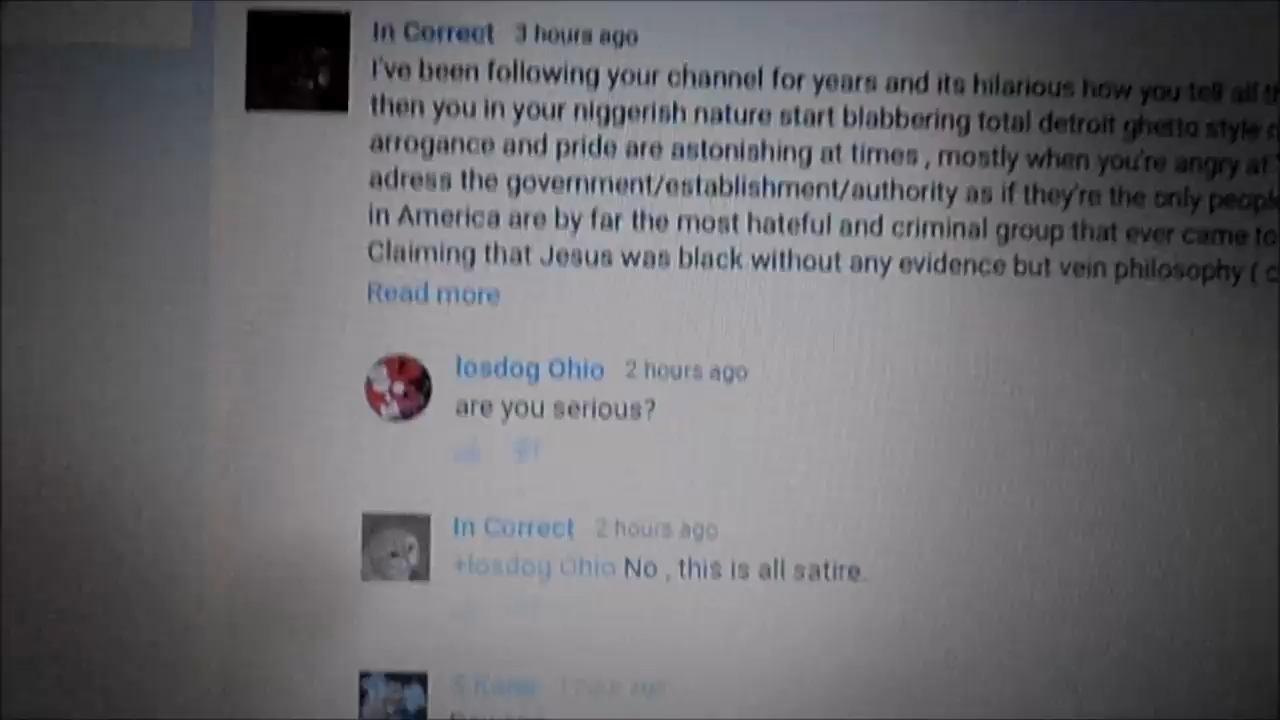 In Correct 3 hours ago
I've been following your channel for years and its hilarious how you tell all
then you in your niggerish nature start blabbering total detroit ghetto style
arrogance and pride are astonishing at times , mostly when you're angry at
adress the government/establishment/authority as if they're the only
in America are by far the most hateful and criminal group that ever came to
Claiming that Jesus was black without any evidence but vein philosophy (
Read more
losdog Ohio 2 hours ago
are you serious?
In Correct 2 hours ago
+losdog Ohio No , this is all satire.